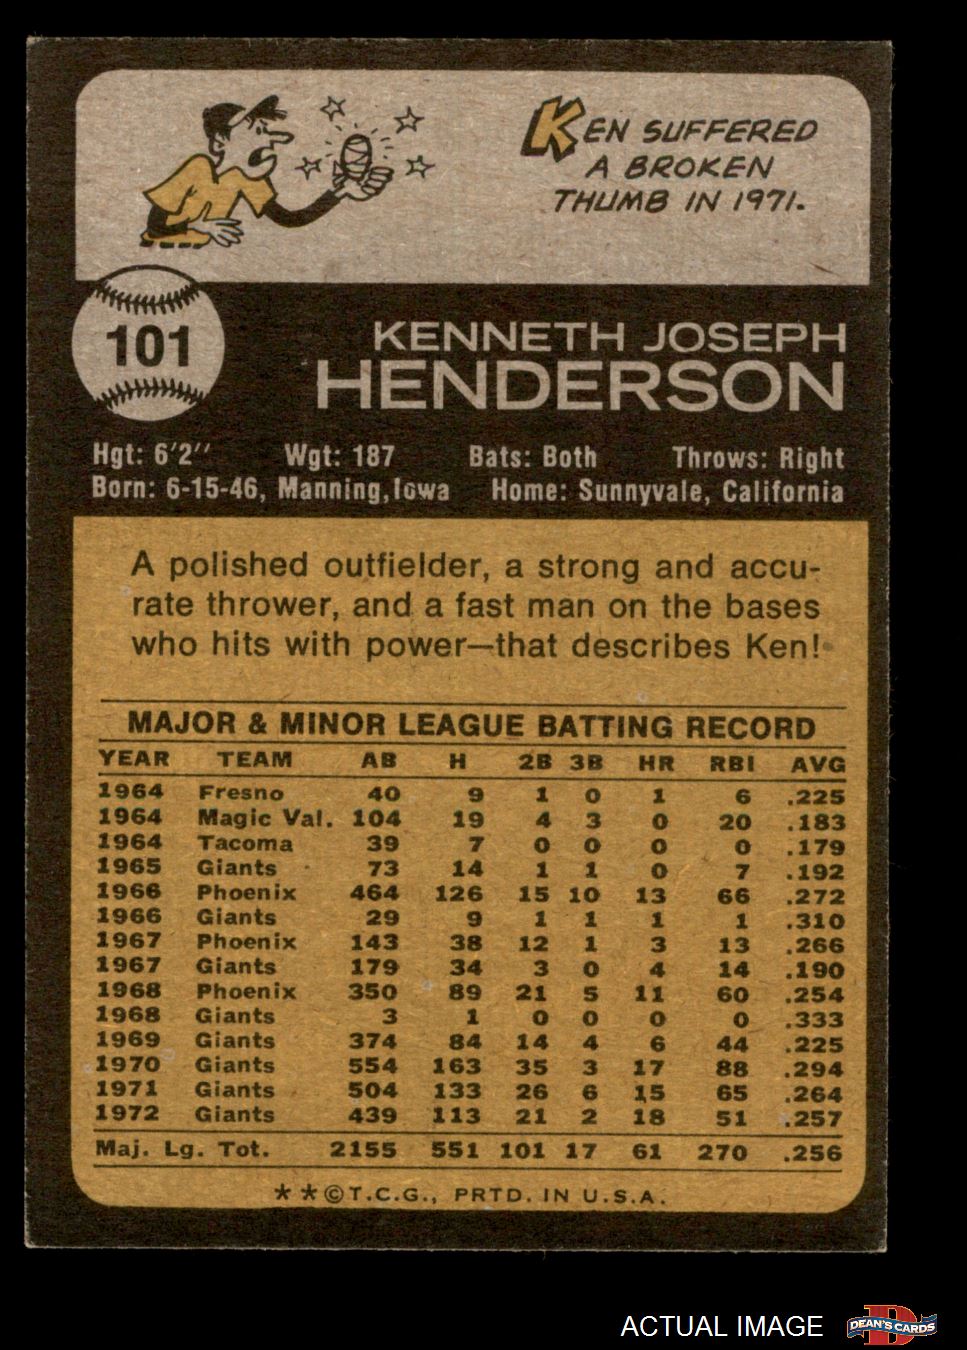 KEN SUFFERED
A BROKEN
THUMB IN 1971.
101
KENNETH JOSEPH
HENDERSON
Hgt: 6'2'' Wgt: 187 Bats: Both Throws: Right
Born: 6-15-46, Manning, Iowa Home: Sunnyvale, California
A polished outfielder, a strong and accu-
rate thrower, and a fast man on the bases
who hits with power—that describes Ken!
MAJOR & MINOR LEAGUE BATTING RECORD
YEAR TEAM AB H 2B 3B HR RBI AVG
1964 Fresno 40 9 1 0 1 6 .225
1964 Magic Val. 104 19 4 3 0 20 .183
1964 Tacoma 39 7 0 0 0 0 .179
1965 Giants 73 14 1 1 0 7 .192
1966 Phoenix 464 126 15 10 13 66 .272
1966 Giants 29 9 1 1 1 1 .310
1967 Phoenix 143 38 12 1 3 13 .266
1967 Giants 179 34 3 0 4 14 .190
1968 Phoenix 350 89 21 5 11 60 .254
1968 Giants 3 1 0 0 0 0 .333
1969 Giants 374 84 14 4 6 44 .225
1970 Giants 554 163 35 3 17 88 .294
1971 Giants 504 133 26 6 15 65 .264
1972 Giants 439 113 21 2 18 51 .257
Maj. Lg. Tot. 2155 551 101 17 61 270 .256
★★©T.C.G., PRTD. IN U.S.A.
ACTUAL IMAGE
D
DEAN'S CARDS